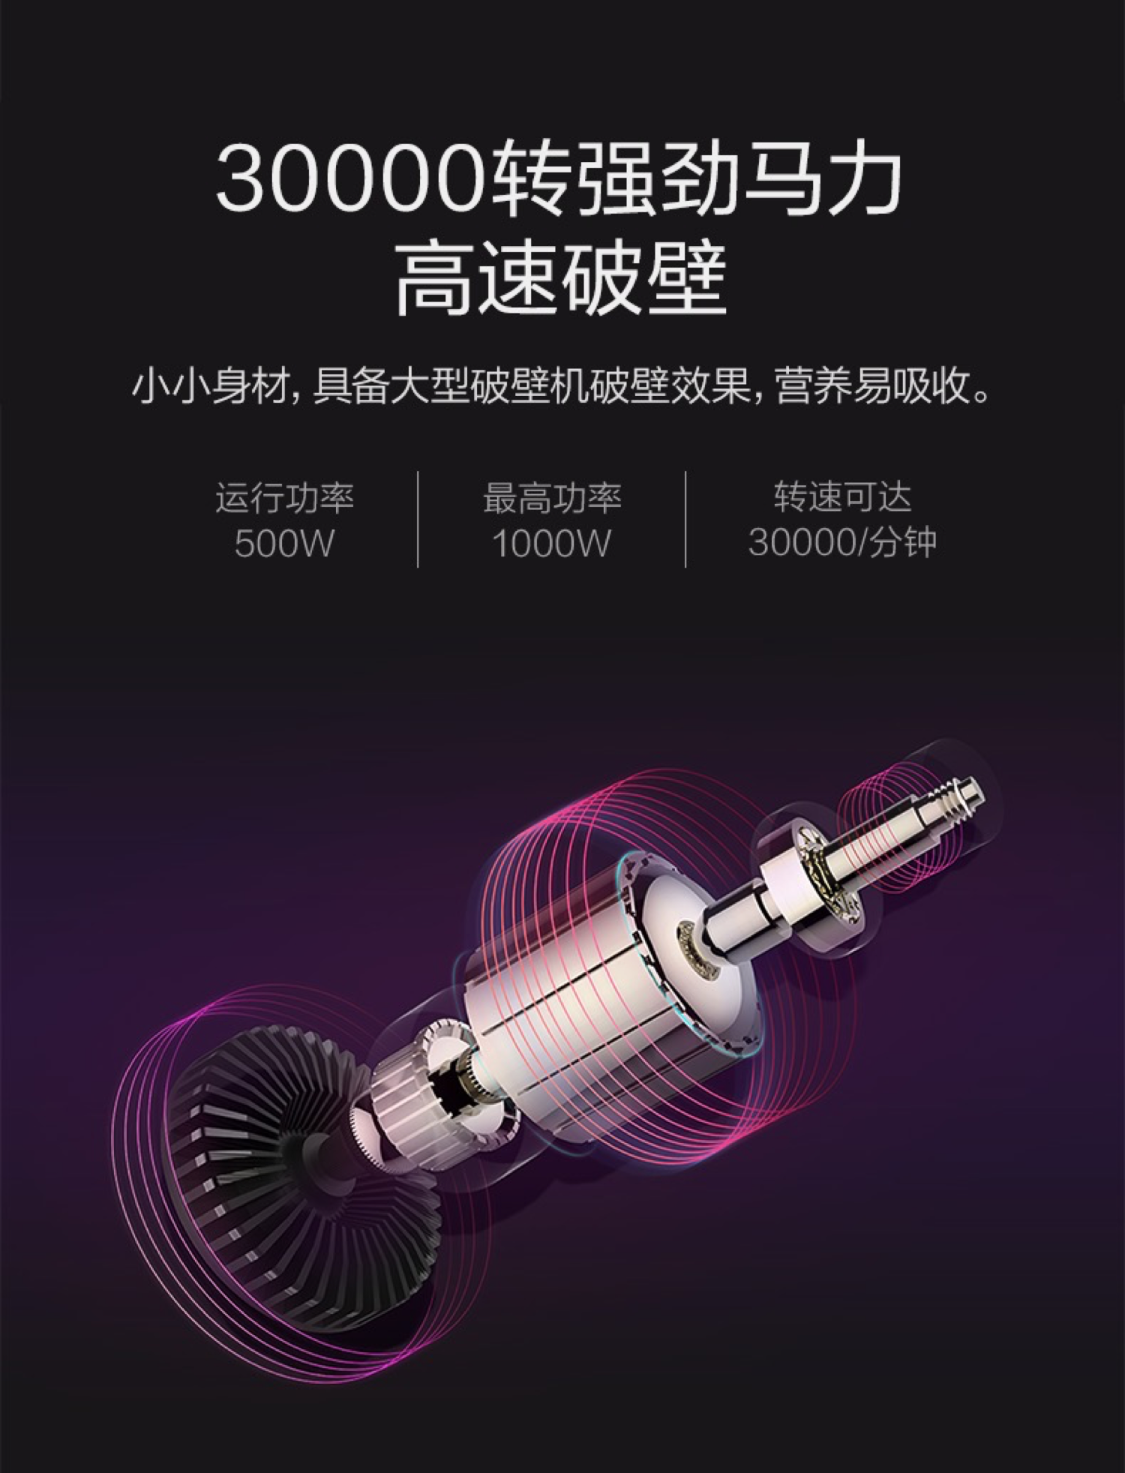 30000转强劲马力
高速破壁
小小身材，具备大型破壁机破壁效果，营养易吸收。
运行功率
500W
最高功率
1000W
转速可达
30000/分钟